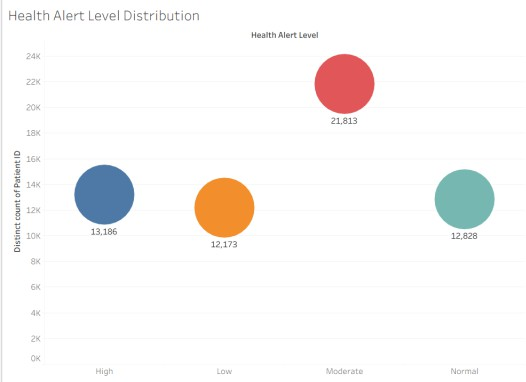 Health Alert Level Distribution
Health Alert Level
24K
22K
20K
18K
16K
14K
12K
10K
8K
6K
4K
2K
0K
Distinct count of Patient ID
13,186
12,173
21,813
12,828
High
Low
Moderate
Normal